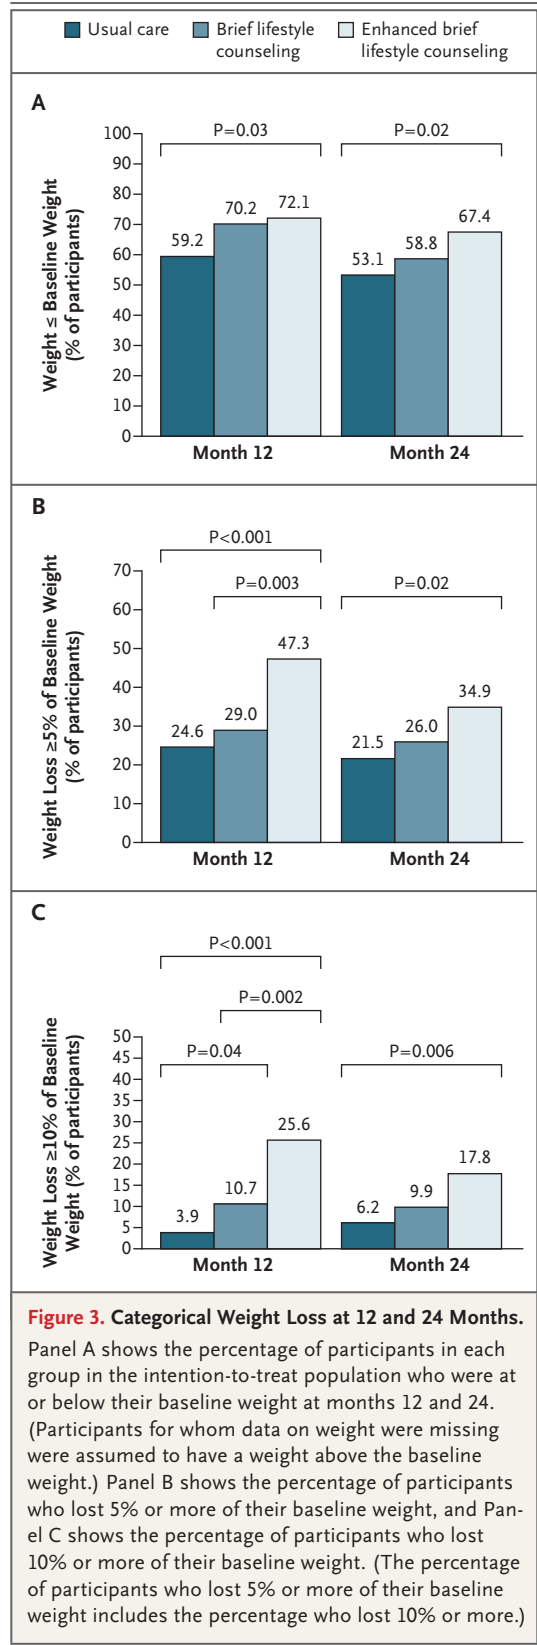 Usual care
Brief lifestyle
counseling
Enhanced brief
lifestyle counseling
A
Weight ≤ Baseline Weight
(% of participants)
100
90
80
70
60
50
40
30
20
10
0
P=0.03
P=0.02
59.2
70.2
72.1
53.1
58.8
67.4
Month 12
Month 24
B
Weight Loss ≥5% of Baseline Weight
(% of participants)
70
60
50
40
30
20
10
0
P<0.001
P=0.003
P=0.02
24.6
29.0
47.3
21.5
26.0
34.9
Month 12
Month 24
C
Weight Loss ≥10% of Baseline
Weight (% of participants)
50
45
40
35
30
25
20
15
10
5
0
P<0.001
P=0.002
P=0.04
P=0.006
3.9
10.7
25.6
6.2
9.9
17.8
Month 12
Month 24
Figure 3. Categorical Weight Loss at 12 and 24 Months.
Panel A shows the percentage of participants in each
group in the intention-to-treat population who were at
or below their baseline weight at months 12 and 24.
(Participants for whom data on weight were missing
were assumed to have a weight above the baseline
weight.) Panel B shows the percentage of participants
who lost 5% or more of their baseline weight, and Pan-
el C shows the percentage of participants who lost
10% or more of their baseline weight. (The percentage
of participants who lost 5% or more of their baseline
weight includes the percentage who lost 10% or more.)